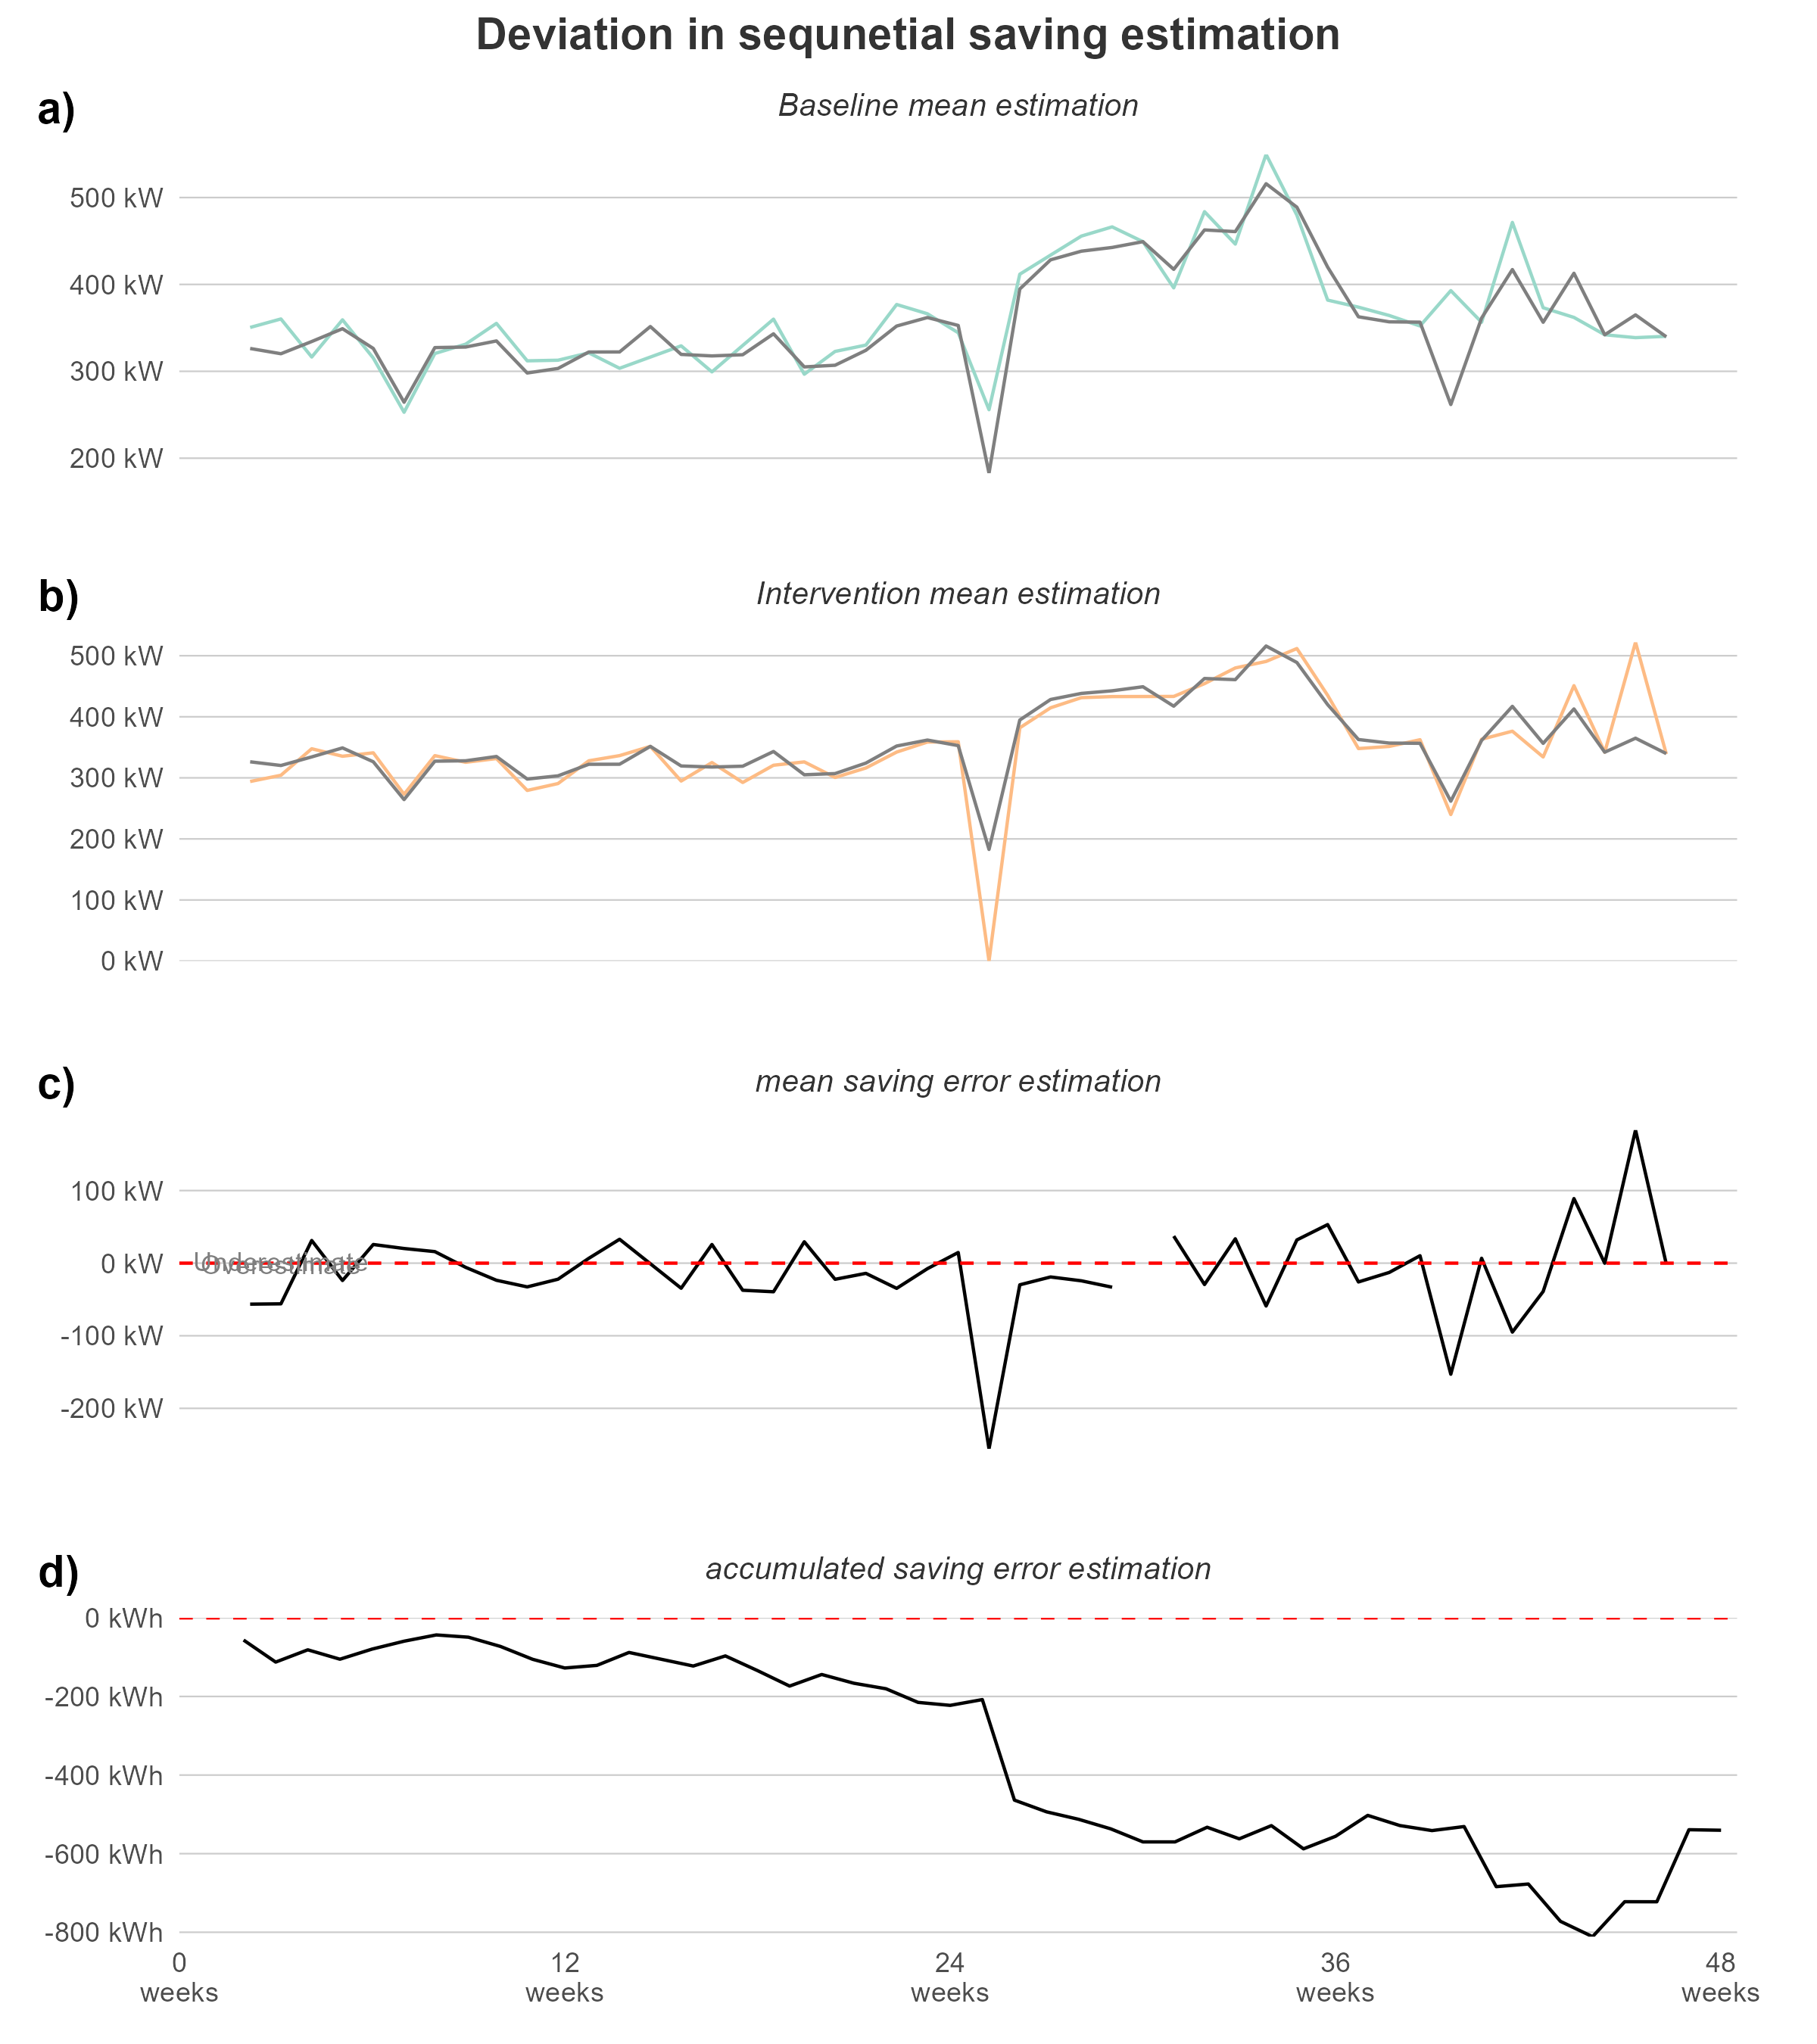 Deviation in sequnetial saving estimation
a)
Baseline mean estimation
500 kW
400 kW
300 kW
200 kW
b)
Intervention mean estimation
500 kW
400 kW
300 kW
200 kW
100 kW
0 kW
c)
mean saving error estimation
100 kW
0 kW
Underestimate
Overestimate
-100 kW
-200 kW
d)
accumulated saving error estimation
0 kWh
-200 kWh
-400 kWh
-600 kWh
-800 kWh
0 weeks
12 weeks
24 weeks
36 weeks
48 weeks